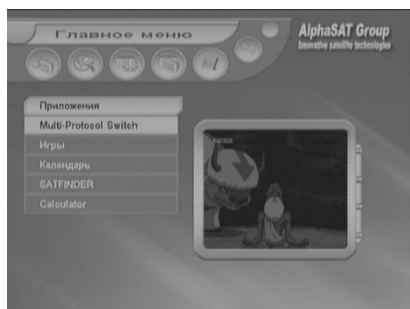 Главное меню
AlphaSAT Group
Innovative satellite technologies
Приложения
Multi-Protocol Switch
Игры
Календарь
SATFINDER
Calculator